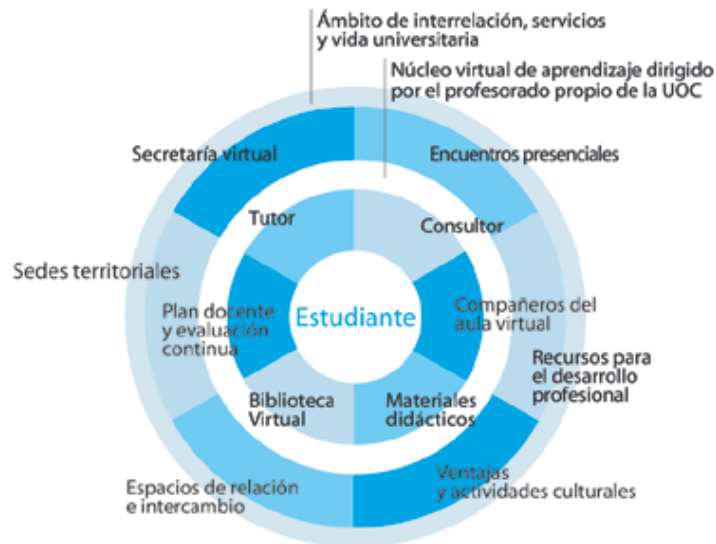 Ámbito de interrelación, servicios
y vida universitaria
Núcleo virtual de aprendizaje dirigido
por el profesorado propio de la UOC
Secretaría virtual
Encuentros presenciales
Tutor
Consultor
Sedes territoriales
Plan docente
y evaluación
continua
Estudiante
Compañeros del
aula virtual
Recursos para
el desarrollo
profesional
Biblioteca
Virtual
Materiales
didácticos
Espacios de relación
e intercambio
Ventajas
y actividades culturales